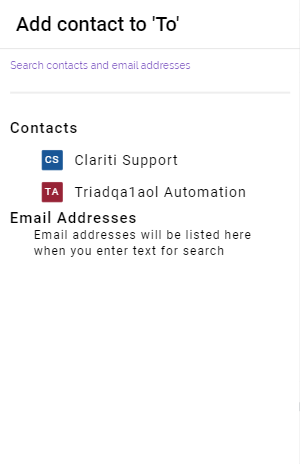 Add contact to 'To'
Search contacts and email addresses
Contacts
CS Clariti Support
TA Triadqa1aol Automation
Email Addresses
Email addresses will be listed here
when you enter text for search